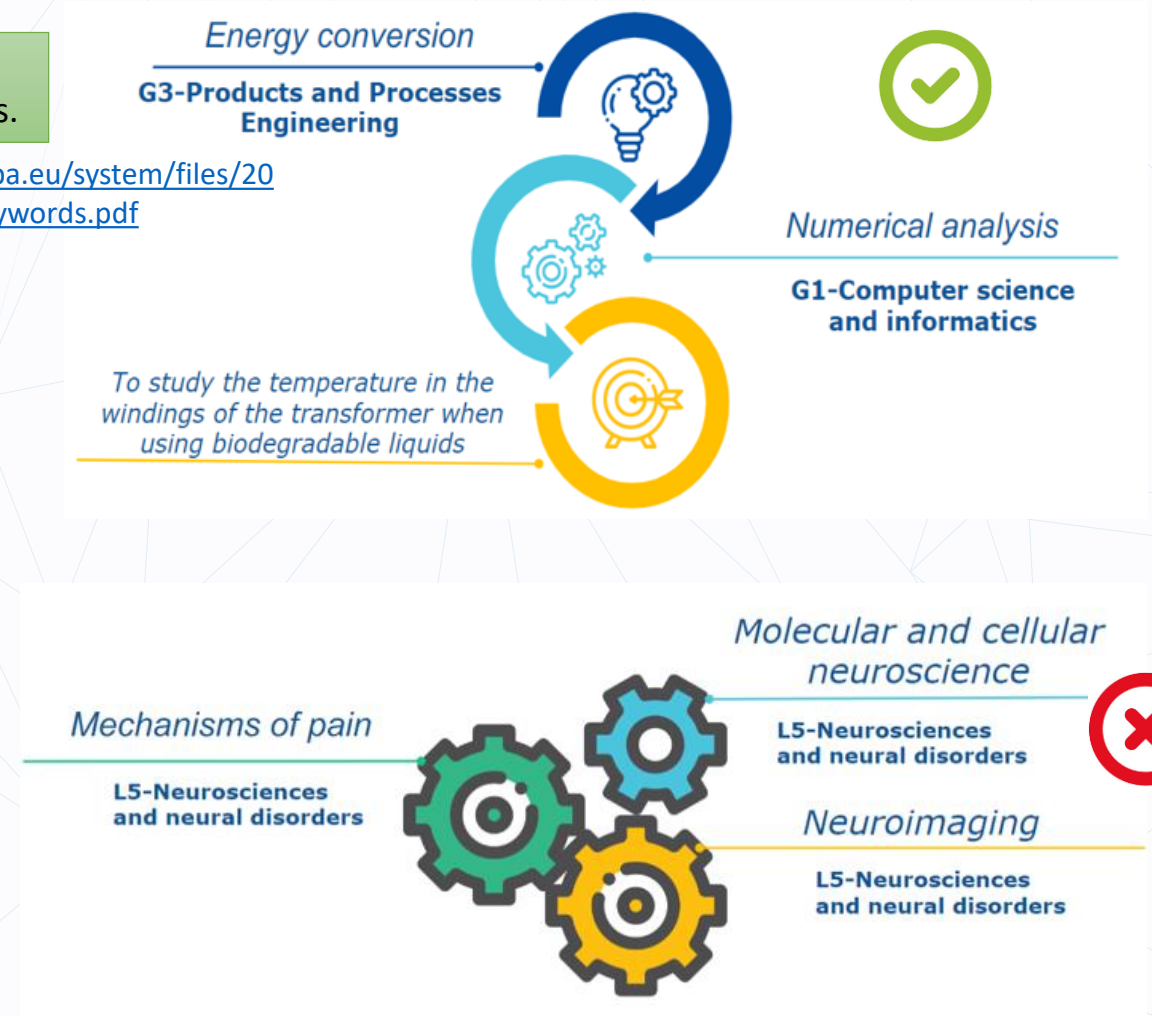 s.
pa.eu/system/files/20
ywords.pdf
Energy conversion
G3-Products and Processes
Engineering
Numerical analysis
G1-Computer science
and informatics
To study the temperature in the
windings of the transformer when
using biodegradable liquids
Molecular and cellular
neuroscience
L5-Neurosciences
and neural disorders
Mechanisms of pain
L5-Neurosciences
and neural disorders
Neuroimaging
L5-Neurosciences
and neural disorders